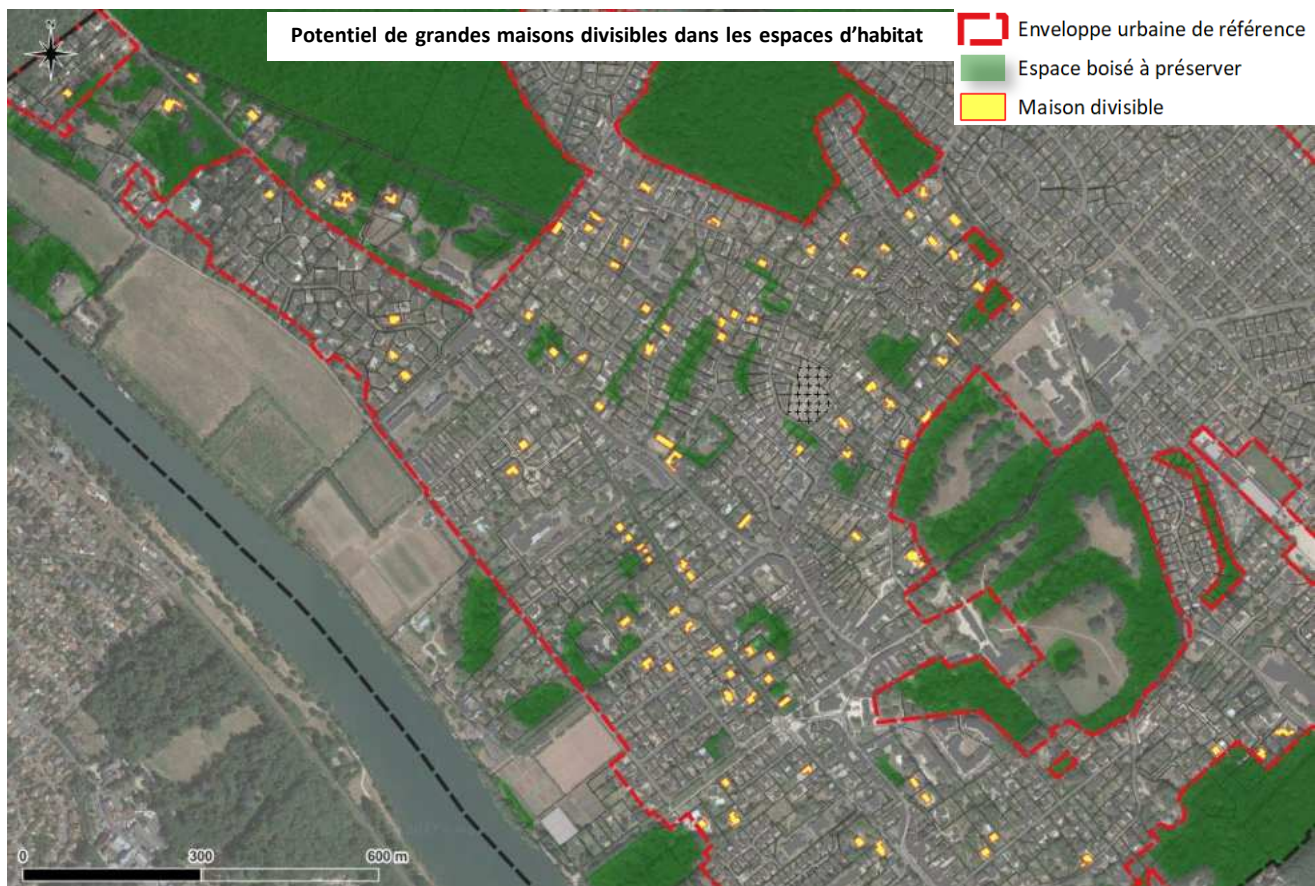 Potentiel de grandes maisons divisibles dans les espaces d’habitat
Enveloppe urbaine de référence
Espace boisé à préserver
Maison divisible
0 300 600 m